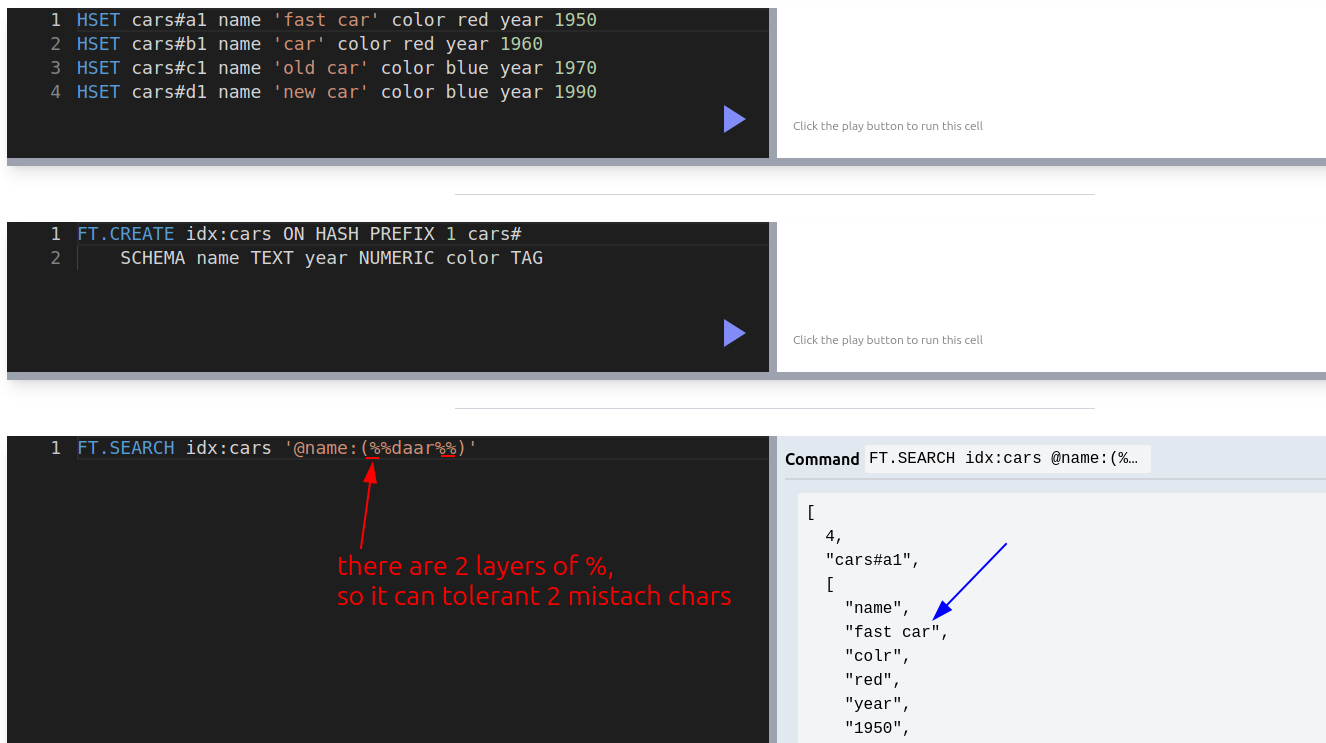 1 HSET cars#a1 name 'fast car' color red year 1950
2 HSET cars#b1 name 'car' color red year 1960
3 HSET cars#c1 name 'old car' color blue year 1970
4 HSET cars#d1 name 'new car' color blue year 1990
Click the play button to run this cell
1 FT.CREATE idx:cars ON HASH PREFIX 1 cars#
2 SCHEMA name TEXT year NUMERIC color TAG
Click the play button to run this cell
1 FT.SEARCH idx:cars '@name:(%%daar%%)'
there are 2 layers of %,
so it can tolerant 2 mistach chars
Command FT.SEARCH idx:cars @name:(%…
[
4,
"cars#a1",
[
"name",
"fast car",
"colr",
"red",
"year",
"1950",